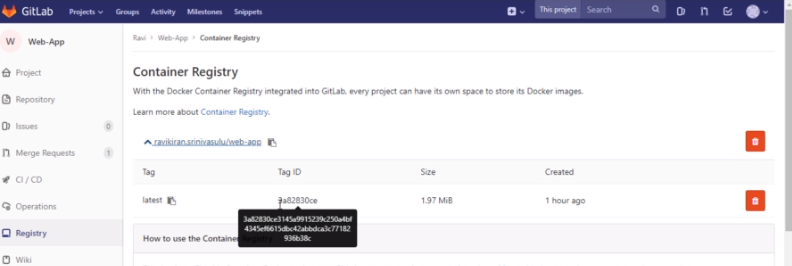 GitLab Projects Groups Activity Milestones Snippets This project Search
W Web-App
Ravi > Web-App > Container Registry
Project
Repository
Issues 0
Merge Requests 1
CI / CD
Operations
Registry
Wiki
Container Registry
With the Docker Container Registry integrated into GitLab, every project can have its own space to store its Docker images.
Learn more about Container Registry.
ravikiran.srinivasulu/web-app
Tag Tag ID Size Created
latest 3a82830ce 1.97 MiB 1 hour ago
3a82830ce3145a9915239c250a4bf
4345ef6615dbc42abbdca3c77182
936b38c
How to use the Container